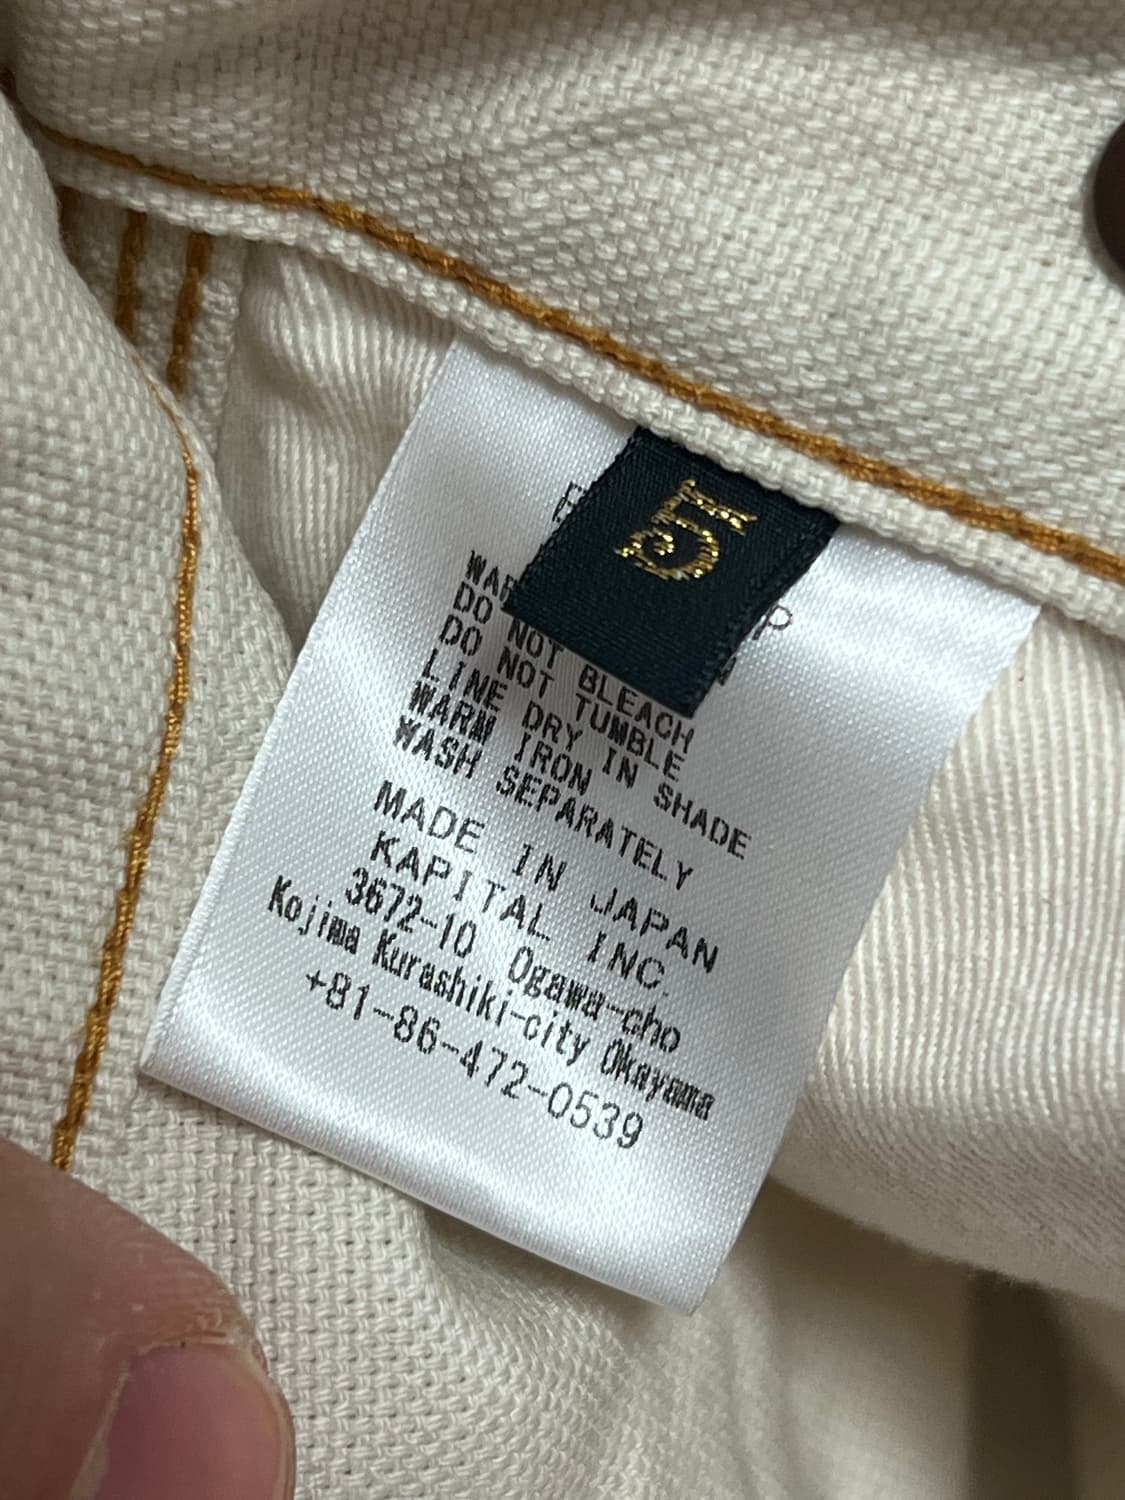 5
DO NOT BLEACH
DO NOT TUMBLE
LINE DRY IN SHADE
WARM IRON
WASH SEPARATELY
MADE IN JAPAN
KAPITAL INC.
3672-10 Ogawa-cho
Kojima Kurashiki-city Okayama
+81-86-472-0539